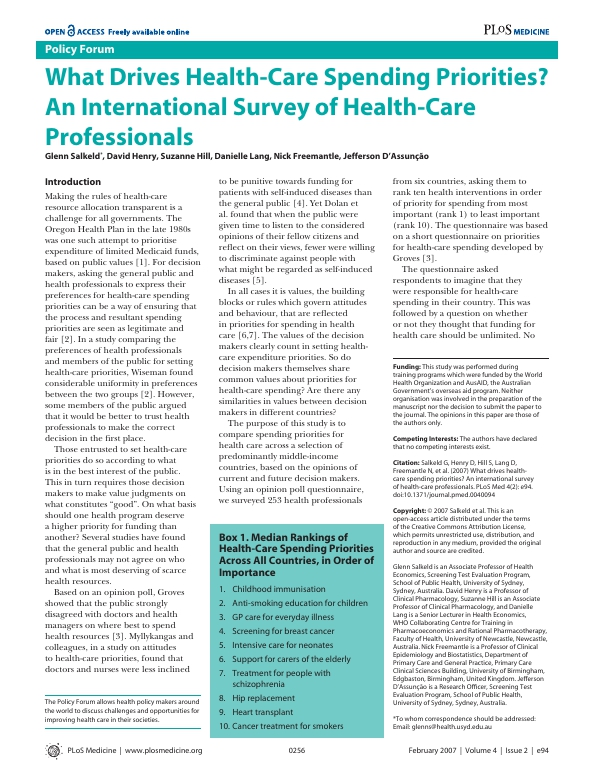 OPEN ACCESS Freely available online
PLoS MEDICINE
Policy Forum
What Drives Health-Care Spending Priorities?
An International Survey of Health-Care
Professionals
Glenn Salkeld*, David Henry, Suzanne Hill, Danielle Lang, Nick Freemantle, Jefferson D'Assunção
Introduction
Making the rules of health-care
resource allocation transparent is a
challenge for all governments. The
Oregon Health Plan in the late 1980s
was one such attempt to prioritise
expenditure of limited Medicaid funds,
based on public values [1]. For decision
makers, asking the general public and
health professionals to express their
preferences for health-care spending
priorities can be a way of ensuring that
the process and resultant spending
priorities are seen as legitimate and
fair [2]. In a study comparing the
preferences of health professionals
and members of the public for setting
health-care priorities, Wiseman found
considerable uniformity in preferences
between the two groups [2]. However,
some members of the public argued
that it would be better to trust health
professionals to make the correct
decision in the first place.
Those entrusted to set health-care
priorities do so according to what
is in the best interest of the public.
This in turn requires those decision
makers to make value judgments on
what constitutes "good". On what basis
should one health program deserve
a higher priority for funding than
another? Several studies have found
that the general public and health
professionals may not agree on who
and what is most deserving of scarce
health resources.
Based on an opinion poll, Groves
showed that the public strongly
disagreed with doctors and health
managers on where best to spend
health resources [3]. Myllykangas and
colleagues, in a study on attitudes
to health-care priorities, found that
doctors and nurses were less inclined
The Policy Forum allows health policy makers around
the world to discuss challenges and opportunities for
improving health care in their societies.
to be punitive towards funding for
patients with self-induced diseases than
the general public [4]. Yet Dolan et
al. found that when the public were
given time to listen to the considered
opinions of their fellow citizens and
reflect on their views, fewer were willing
to discriminate against people with
what might be regarded as self-induced
diseases [5].
In all cases it is values, the building
blocks or rules which govern attitudes
and behaviour, that are reflected
in priorities for spending in health
care [6,7]. The values of the decision
makers clearly count in setting health-
care expenditure priorities. So do
decision makers themselves share
common values about priorities for
health-care spending? Are there any
similarities in values between decision
makers in different countries?
The purpose of this study is to
compare spending priorities for
health care across a selection of
predominantly middle-income
countries, based on the opinions of
current and future decision makers.
Using an opinion poll questionnaire,
we surveyed 253 health professionals
Box 1. Median Rankings of
Health-Care Spending Priorities
Across All Countries, in Order of
Importance
1. Childhood immunisation
2. Anti-smoking education for children
3. GP care for everyday illness
4. Screening for breast cancer
5. Intensive care for neonates
6. Support for carers of the elderly
7. Treatment for people with
schizophrenia
8. Hip replacement
9. Heart transplant
10. Cancer treatment for smokers
from six countries, asking them to
rank ten health interventions in order
of priority for spending from most
important (rank 1) to least important
(rank 10). The questionnaire was based
on a short questionnaire on priorities
for health-care spending developed by
Groves [3].
The questionnaire asked
respondents to imagine that they
were responsible for health-care
spending in their country. This was
followed by a question on whether
or not they thought that funding for
health care should be unlimited. No
Funding: This study was performed during
training programs which were funded by the World
Health Organization and AusAID, the Australian
Government's overseas aid program. Neither
organisation was involved in the preparation of the
manuscript nor the decision to submit the paper to
the journal. The opinions in this paper are those of
the authors only.
Competing Interests: The authors have declared
that no competing interests exist.
Citation: Salkeld G, Henry D, Hill S, Lang D,
Freemantle N, et al. (2007) What drives health-
care spending priorities? An international survey
of health-care professionals. PLoS Med 4(2): e94.
doi:10.1371/journal.pmed.0040094
Copyright: © 2007 Salkeld et al. This is an
open-access article distributed under the terms
of the Creative Commons Attribution License,
which permits unrestricted use, distribution, and
reproduction in any medium, provided the original
author and source are credited.
Glenn Salkeld is an Associate Professor of Health
Economics, Screening Test Evaluation Program,
School of Public Health, University of Sydney,
Sydney, Australia. David Henry is a Professor of
Clinical Pharmacology, Suzanne Hill is an Associate
Professor of Clinical Pharmacology, and Danielle
Lang is a Senior Lecturer in Health Economics,
WHO Collaborating Centre for Training in
Pharmacoeconomics and Rational Pharmacotherapy,
Faculty of Health, University of Newcastle, Newcastle,
Australia. Nick Freemantle is a Professor of Clinical
Epidemiology and Biostatistics, Department of
Primary Care and General Practice, Primary Care
Clinical Sciences Building, University of Birmingham,
Edgbaston, Birmingham, United Kingdom. Jefferson
D'Assunção is a Research Officer, Screening Test
Evaluation Program, School of Public Health,
University of Sydney, Sydney, Australia.
*To whom correspondence should be addressed:
Email: glenns@health.usyd.edu.au
PLoS Medicine | www.plosmedicine.org
0256
February 2007 | Volume 4 | Issue 2 | e94